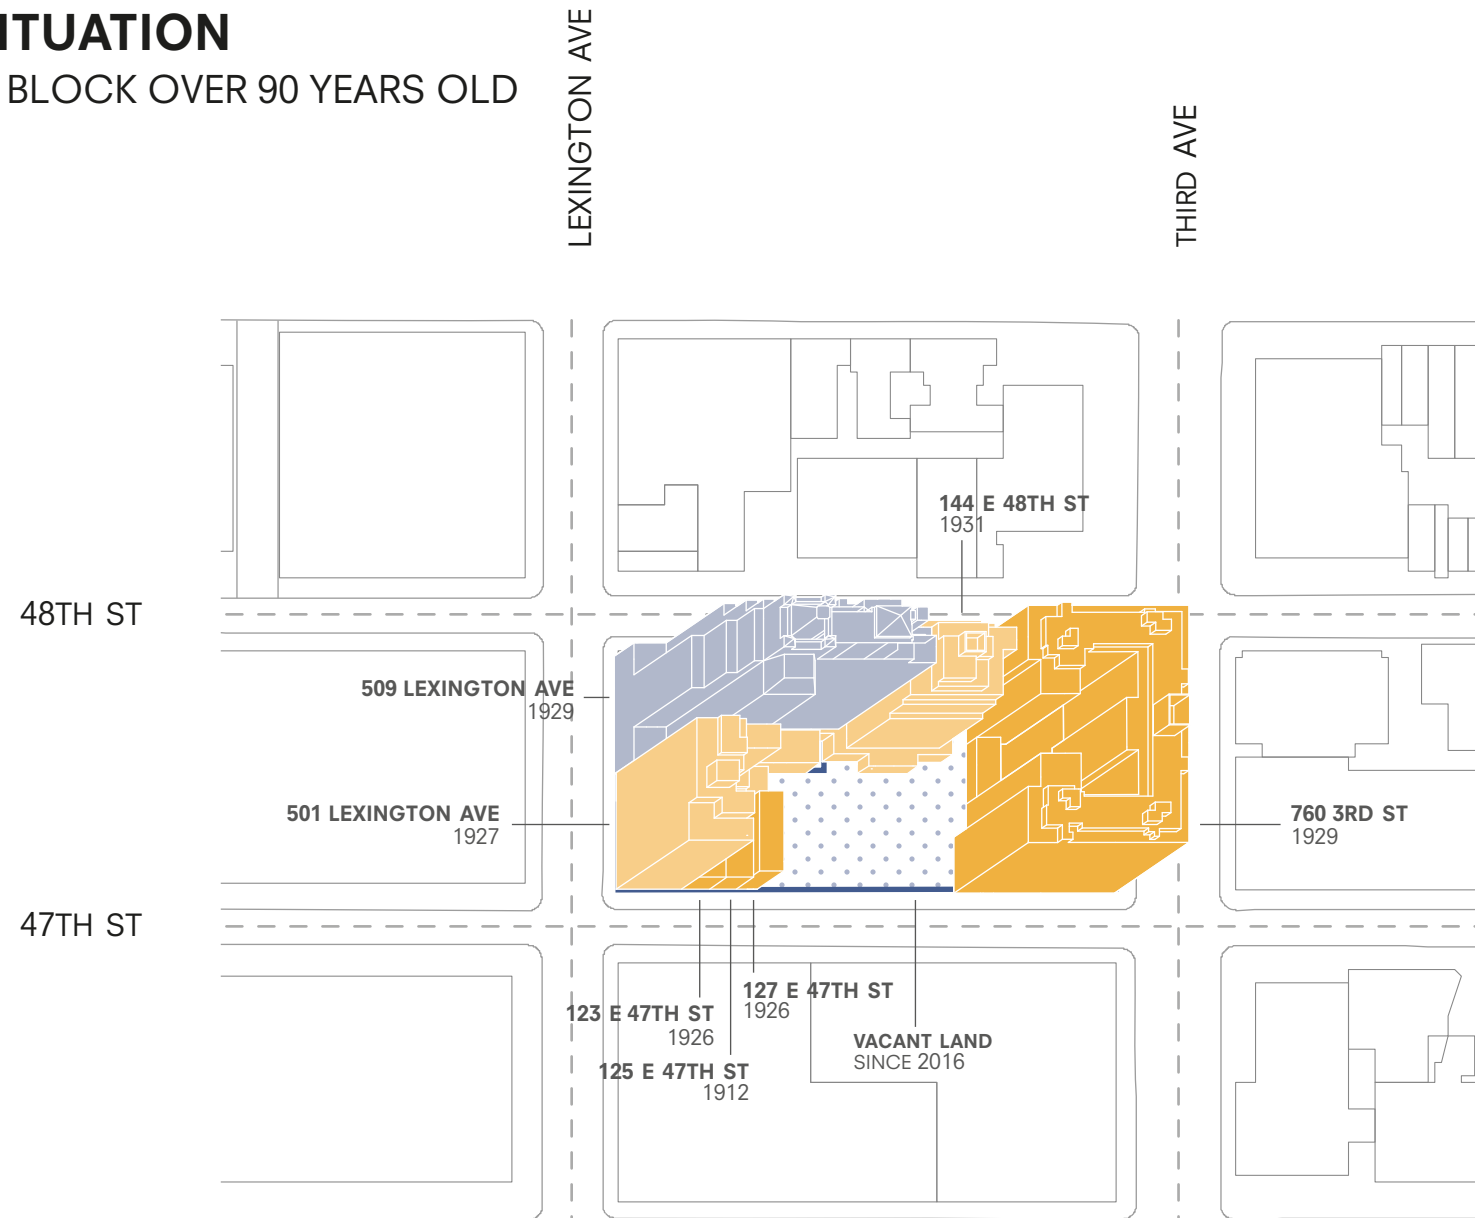 ITUATION
BLOCK OVER 90 YEARS OLD
LEXINGTON AVE
THIRD AVE
144 E 48TH ST
1931
48TH ST
509 LEXINGTON AVE
1929
501 LEXINGTON AVE
1927
760 3RD ST
1929
47TH ST
127 E 47TH ST
1926
123 E 47TH ST
1926
VACANT LAND
SINCE 2016
125 E 47TH ST
1912